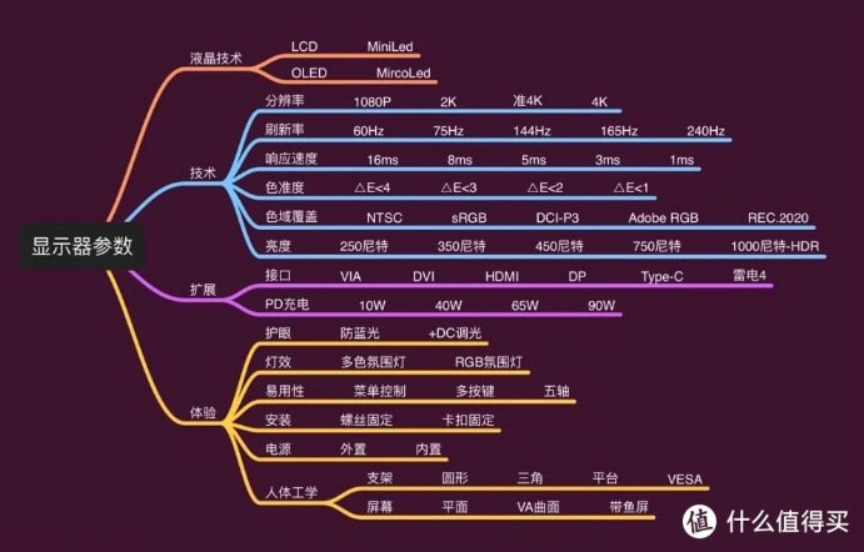 显示器参数
液晶技术
LCD MiniLed
OLED MircoLed
技术
分辨率 1080P 2K 准4K 4K
刷新率 60Hz 75Hz 144Hz 165Hz 240Hz
响应速度 16ms 8ms 5ms 3ms 1ms
色准度 △E<4 △E<3 △E<2 △E<1
色域覆盖 NTSC sRGB DCI-P3 Adobe RGB REC.2020
亮度 250尼特 350尼特 450尼特 750尼特 1000尼特-HDR
扩展
接口 VIA DVI HDMI DP Type-C 雷电4
PD充电 10W 40W 65W 90W
体验
护眼 防蓝光 +DC调光
灯效 多色氛围灯 RGB氛围灯
易用性 菜单控制 多按键 五轴
安装 螺丝固定 卡扣固定
电源 外置 内置
人体工学
支架 圆形 三角 平台 VESA
屏幕 平面 VA曲面 带鱼屏
值 什么值得买